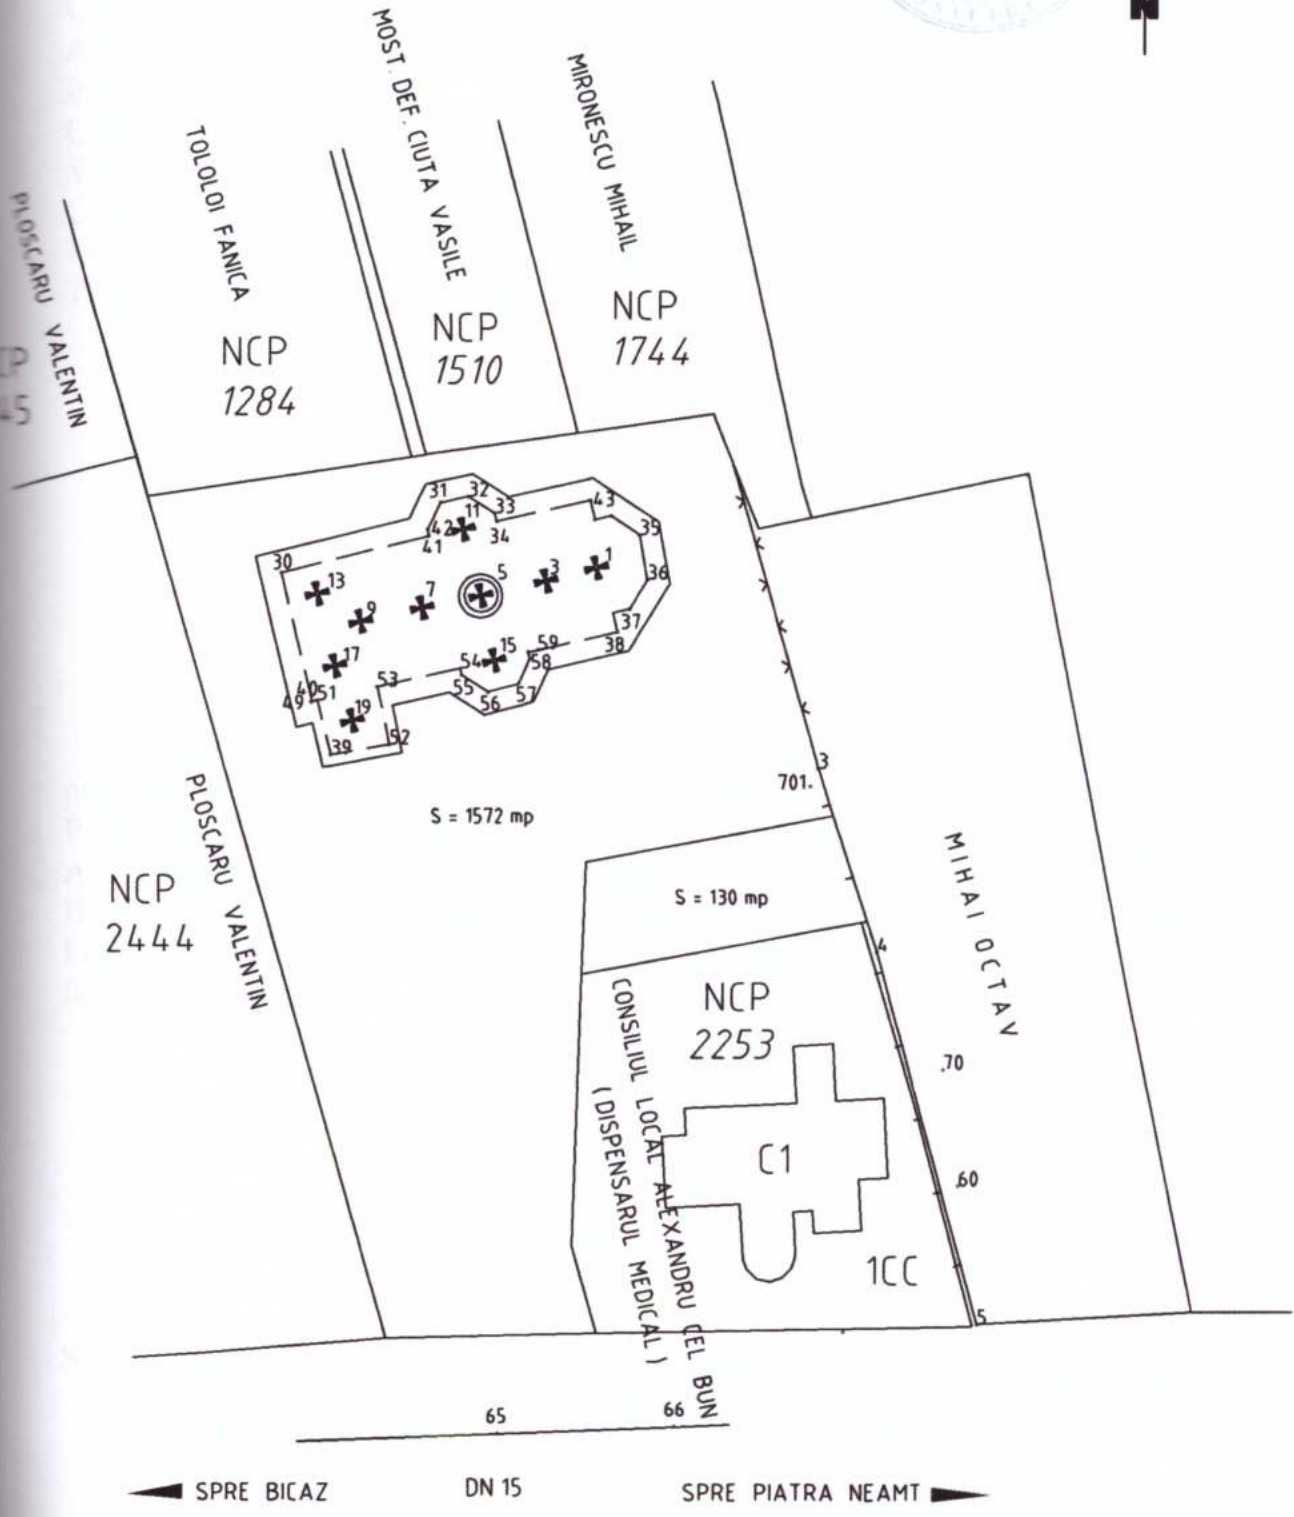 N
MOST. DEF. CIUTA VASILE
MIRONESCU MIHAIL
TOLOLOI FANICA
PLOSCARU VALENTIN
NCP
1744
NCP
1510
NCP
1284
45
31
32
11
33
43
42
34
35
41
30
5
3
1
36
13
7
9
37
15
59
38
17
54
58
53
40
49
51
55
57
56
19
39
52
3
701.
S = 1572 mp
PLOSCARU VALENTIN
NCP
2444
S = 130 mp
MIHAI OCTAV
4
NCP
2253
CONSILIUL LOCAL ALEXANDRU CEL BUN
(DISPENSARUL MEDICAL)
.70
C1
.60
1CC
5
65
66
SPRE BICAZ
DN 15
SPRE PIATRA NEAMT